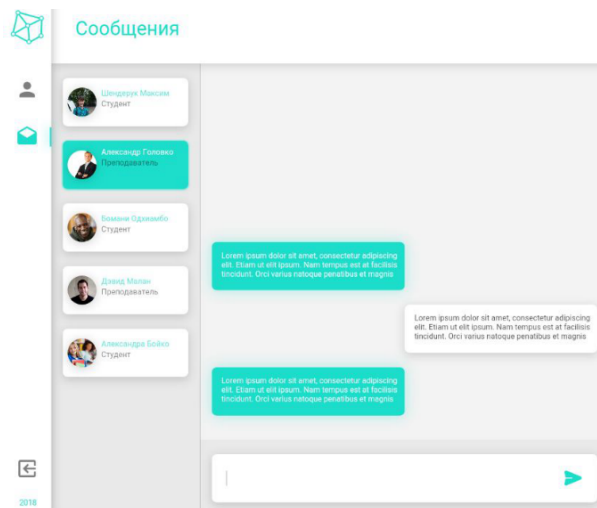 Сообщения
Шендерук Максим
Студент
Александр Головко
Преподаватель
Бомани Одхиамбо
Студент
Давид Малан
Преподаватель
Александра Бойко
Студент
Lorem ipsum dolor sit amet, consectetur adipiscing
elit. Etiam ut elit ipsum. Nam tempus est at facilisis
tincidunt. Orci varius natoque penatibus et magnis
Lorem ipsum dolor sit amet, consectetur adipiscing
elit. Etiam ut elit ipsum. Nam tempus est at facilisis
tincidunt. Orci varius natoque penatibus et magnis
Lorem ipsum dolor sit amet, consectetur adipiscing
elit. Etiam ut elit ipsum. Nam tempus est at facilisis
tincidunt. Orci varius natoque penatibus et magnis
2018